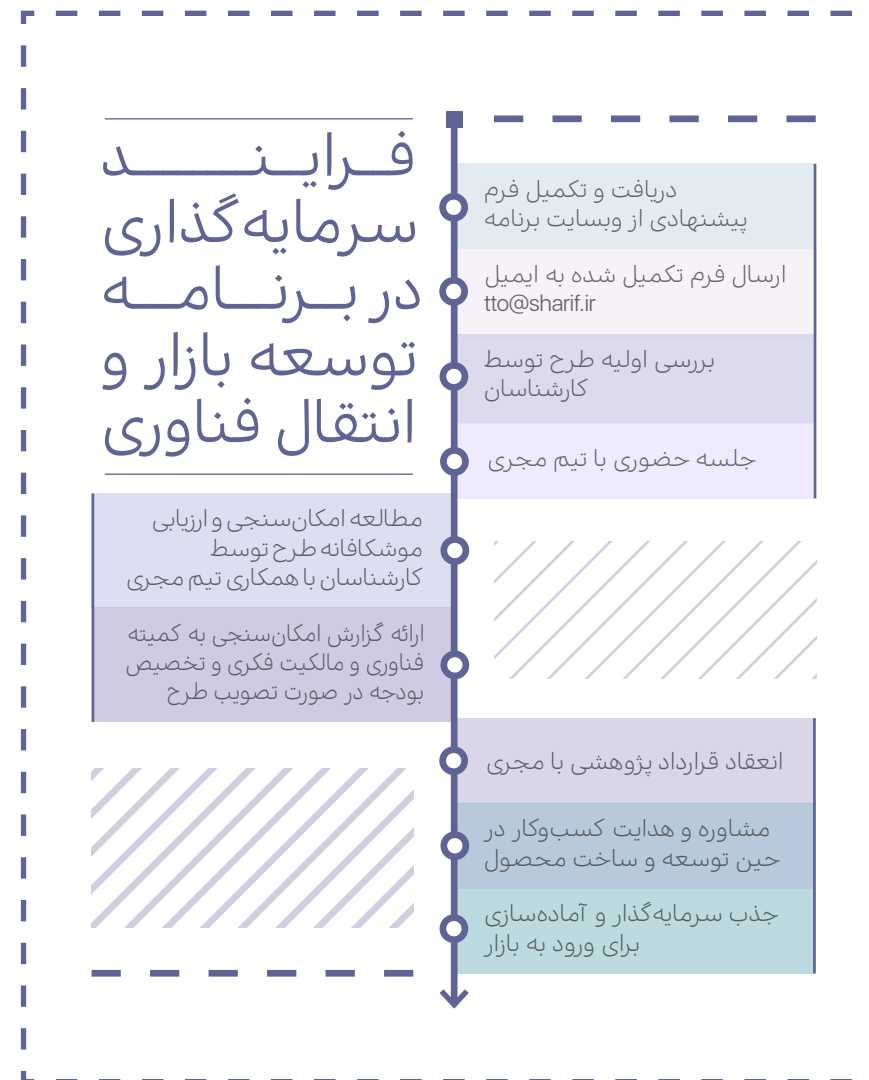 فرایند
سرمایه‌گذاری
در برنامه
توسعه بازار و
انتقال فناوری
دریافت و تکمیل فرم
پیشنهادی از وبسایت برنامه
ارسال فرم تکمیل شده به ایمیل
tto@sharif.ir
بررسی اولیه طرح توسط
کارشناسان
جلسه حضوری با تیم مجری
مطالعه امکان‌سنجی و ارزیابی
موشکافانه طرح توسط
کارشناسان با همکاری تیم مجری
ارائه گزارش امکان‌سنجی به کمیته
فناوری و مالکیت فکری و تخصیص
بودجه در صورت تصویب طرح
انعقاد قرارداد پژوهشی با مجری
مشاوره و هدایت کسب‌وکار در
حین توسعه و ساخت محصول
جذب سرمایه‌گذار و آماده‌سازی
برای ورود به بازار